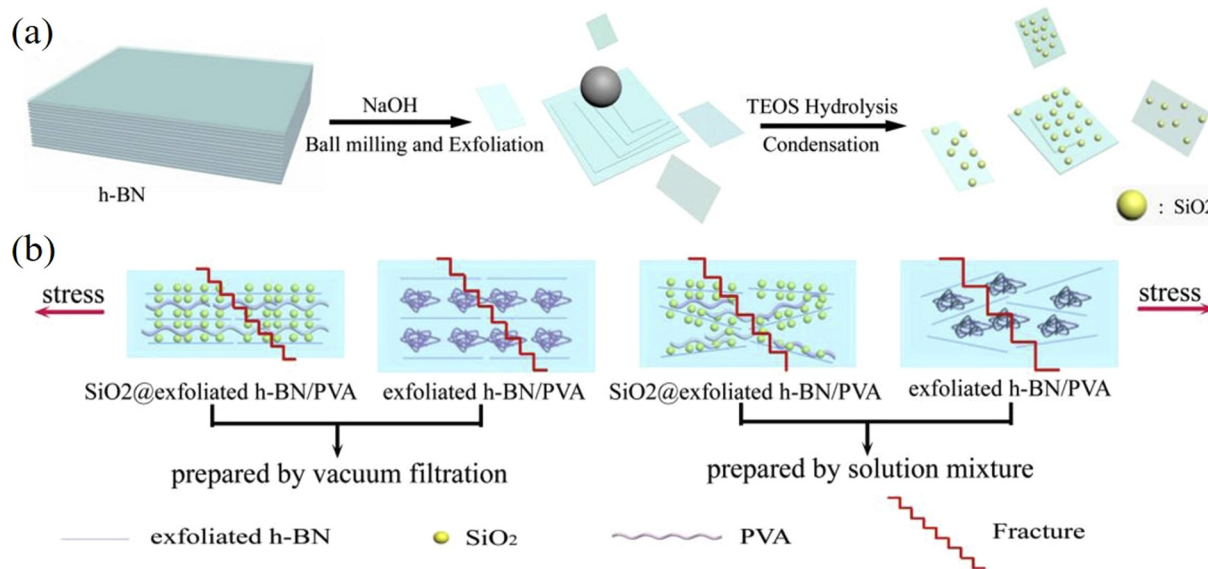 (a)
NaOH
Ball milling and Exfoliation
TEOS Hydrolysis
Condensation
h-BN
: SiO2
(b)
stress
stress
SiO2@exfoliated h-BN/PVA
exfoliated h-BN/PVA
SiO2@exfoliated h-BN/PVA
exfoliated h-BN/PVA
prepared by vacuum filtration
prepared by solution mixture
exfoliated h-BN
SiO₂
PVA
Fracture